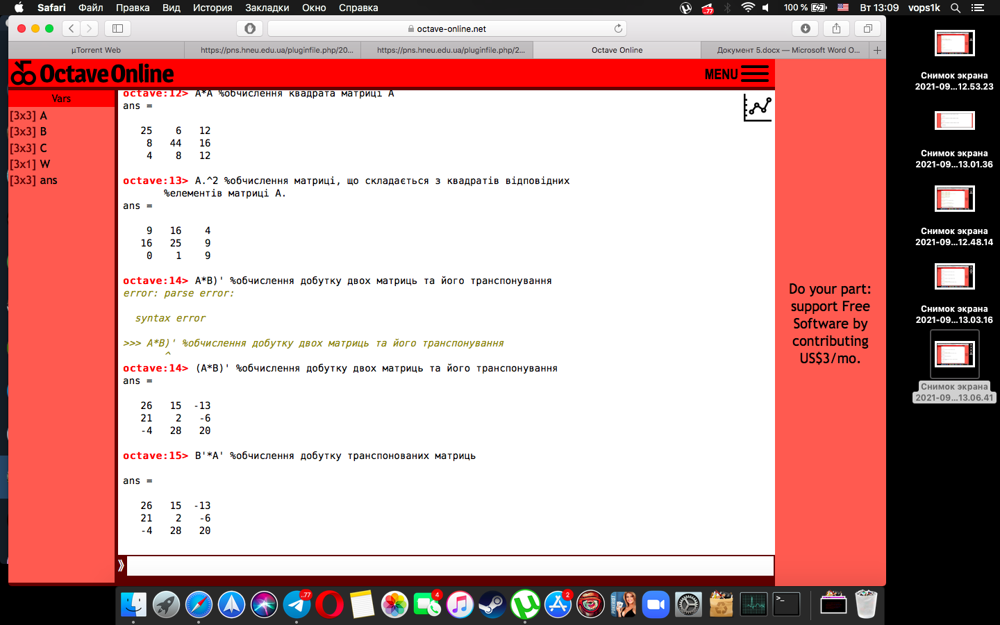 Safari Файл Правка Вид История Закладки Окно Справка 100 % Вт 13:09 vops1k
octave-online.net
µTorrent Web
https://pns.hneu.edu.ua/pluginfile.php/20...
https://pns.hneu.edu.ua/pluginfile.php/2...
Octave Online
Документ 5.docx — Microsoft Word O...
Octave Online
MENU
Vars
[3x3] A
[3x3] B
[3x3] C
[3x1] W
[3x3] ans
octave:12> A*A %обчислення квадрата матриці А
ans =
25 6 12
8 44 16
4 8 12
octave:13> A.^2 %обчислення матриці, що складається з квадратів відповідних
%елементів матриці А.
ans =
9 16 4
16 25 9
0 1 9
octave:14> A*B)' %обчислення добутку двох матриць та його транспонування
error: parse error:
syntax error
>>> A*B)' %обчислення добутку двох матриць та його транспонування
^
octave:14> (A*B)' %обчислення добутку двох матриць та його транспонування
ans =
26 15 -13
21 2 -6
-4 28 20
octave:15> B'*A' %обчислення добутку транспонованих матриць
ans =
26 15 -13
21 2 -6
-4 28 20
Do your part:
support Free
Software by
contributing
US$3/mo.
Снимок экрана
2021-09...12.53.23
Снимок экрана
2021-09...13.01.36
Снимок экрана
2021-09...12.48.14
Снимок экрана
2021-09...13.03.16
Снимок экрана
2021-09...13.06.41
..77
4
2